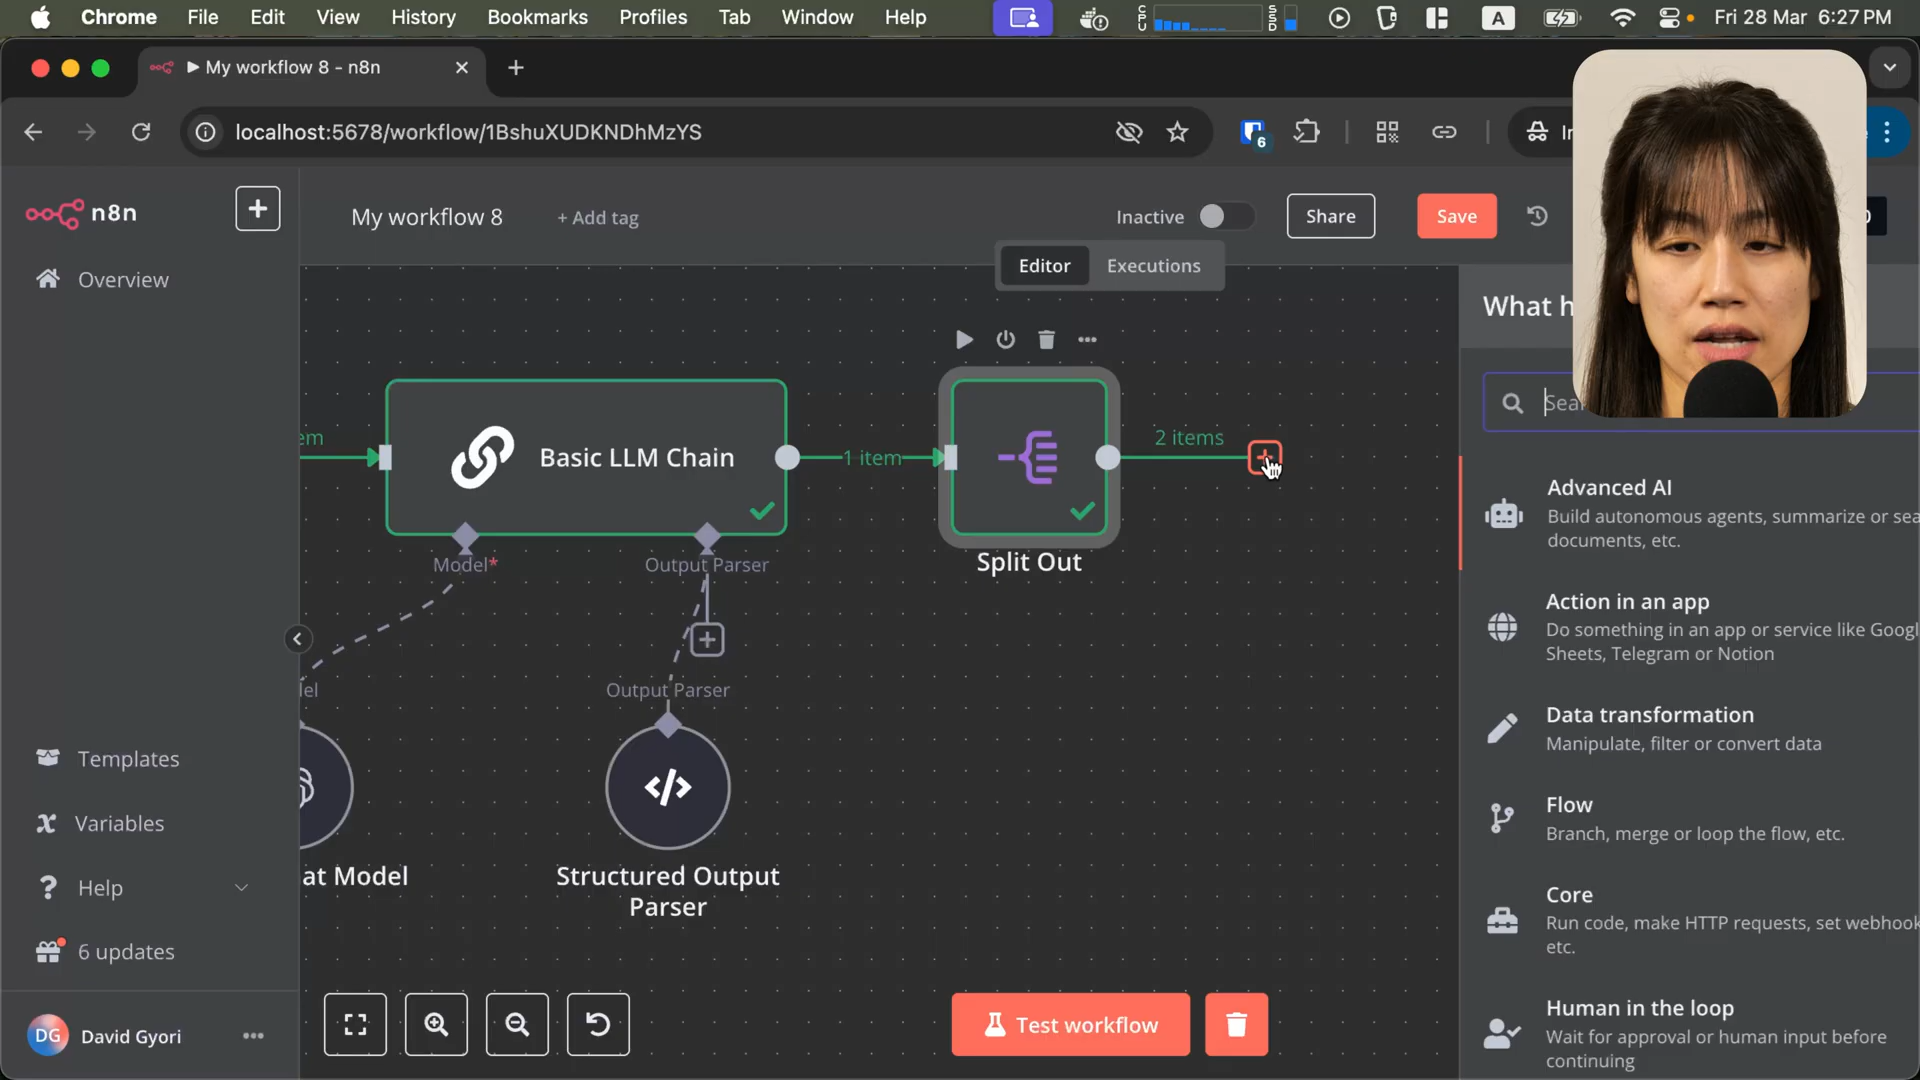 Chrome File Edit View History Bookmarks Profiles Tab Window Help
CPU
SSD
A
Fri 28 Mar 6:27 PM
My workflow 8 - n8n
localhost:5678/workflow/1BshuXUDKNDhMzYS
6
n8n
My workflow 8
+ Add tag
Inactive
Share
Save
Editor
Executions
Overview
Templates
Variables
Help
6 updates
DG
David Gyori
Basic LLM Chain
1 item
2 items
Split Out
Model*
Output Parser
Output Parser
Structured Output
Parser
at Model
Test workflow
What h
Sea
Advanced AI
Build autonomous agents, summarize or sea
documents, etc.
Action in an app
Do something in an app or service like Googl
Sheets, Telegram or Notion
Data transformation
Manipulate, filter or convert data
Flow
Branch, merge or loop the flow, etc.
Core
Run code, make HTTP requests, set webhook
etc.
Human in the loop
Wait for approval or human input before
continuing